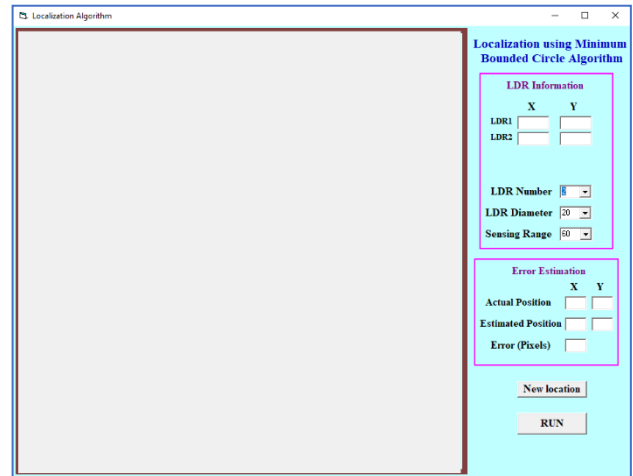 Localization Algorithm
Localization using Minimum
Bounded Circle Algorithm
LDR Information
X Y
LDR1
LDR2
LDR Number 2
LDR Diameter 20
Sensing Range 60
Error Estimation
X Y
Actual Position
Estimated Position
Error (Pixels)
New location
RUN